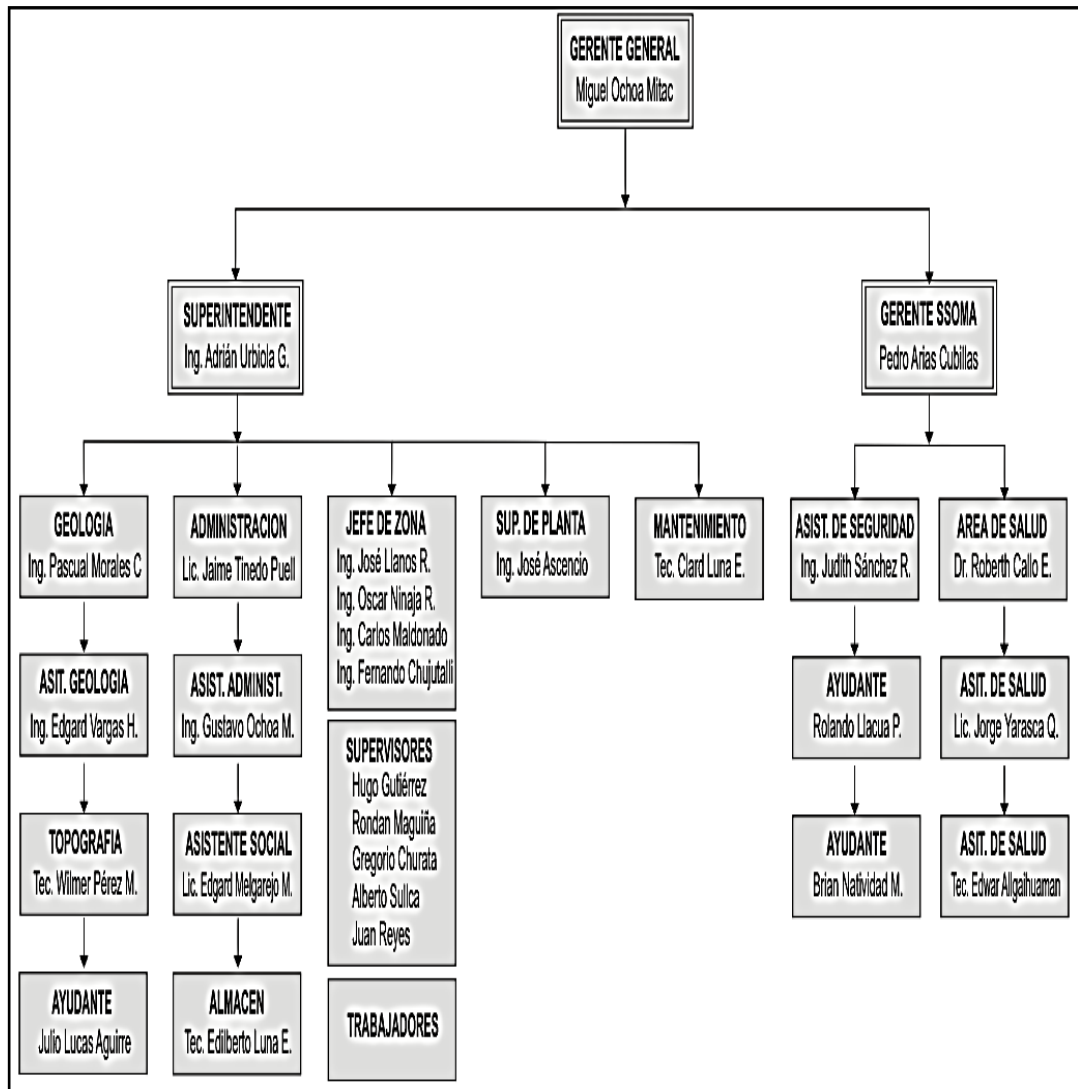 GERENTE GENERAL
Miguel Ochoa Mitac
SUPERINTENDENTE
Ing. Adrián Urbiola G.
GERENTE SSOMA
Pedro Arias Cubillas
GEOLOGIA
Ing. Pascual Morales C
ADMINISTRACION
Lic. Jaime Tinedo Puell
JEFE DE ZONA
Ing. José Llanos R.
Ing. Oscar Ninaja R.
Ing. Carlos Maldonado
Ing. Fernando Chujutalli
SUP. DE PLANTA
Ing. José Ascencio
MANTENIMIENTO
Tec. Clard Luna E.
ASIST. DE SEGURIDAD
Ing. Judith Sánchez R.
AREA DE SALUD
Dr. Roberth Callo E.
ASIT. GEOLOGIA
Ing. Edgard Vargas H.
ASIST. ADMINIST.
Ing. Gustavo Ochoa M.
AYUDANTE
Rolando Llacua P.
ASIT. DE SALUD
Lic. Jorge Yarasca Q.
SUPERVISORES
Hugo Gutiérrez
Rondan Maguiña
Gregorio Churata
Alberto Sullca
Juan Reyes
TOPOGRAFIA
Tec. Wilmer Pérez M.
ASISTENTE SOCIAL
Lic. Edgard Melgarejo M.
AYUDANTE
Brian Natividad M.
ASIT. DE SALUD
Tec. Edwar Allgaihuaman
AYUDANTE
Julio Lucas Aguirre
ALMACEN
Tec. Edilberto Luna E.
TRABAJADORES